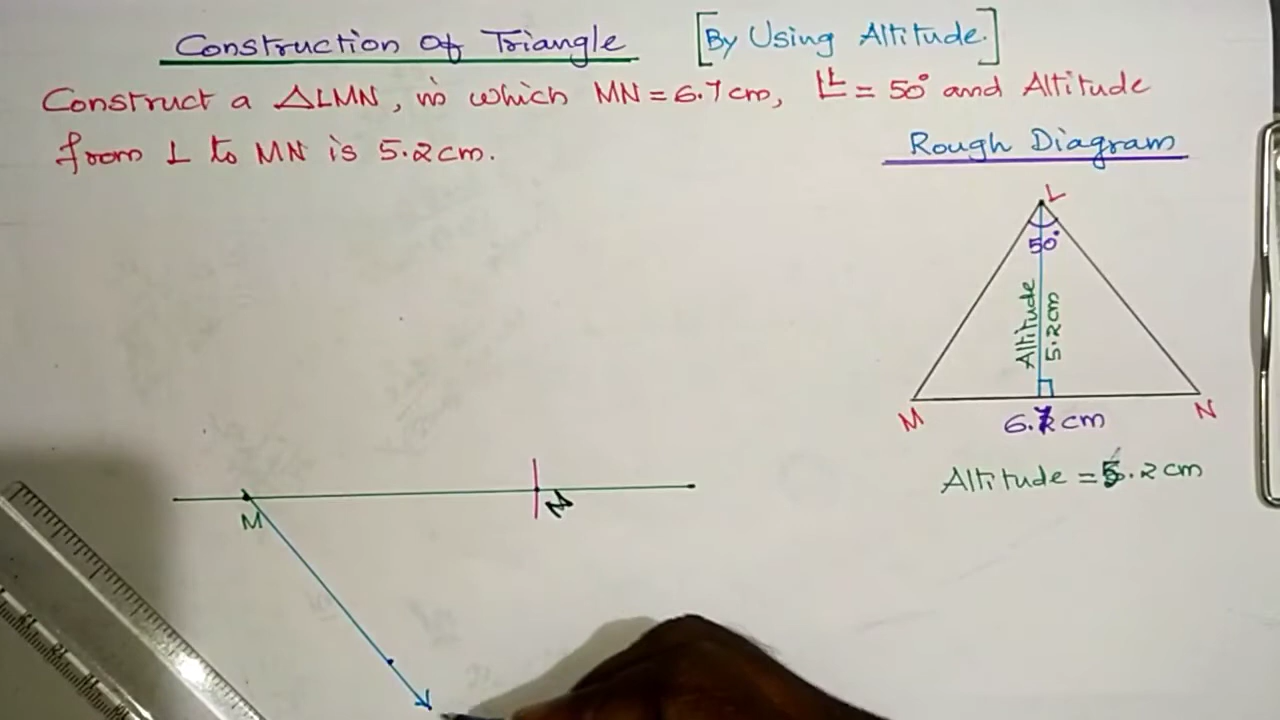 Construction Of Triangle [By Using Altitude.]
Construct a △LMN, in which MN = 6.7 cm, ∠L = 50° and Altitude
from L to MN is 5.2 cm.
Rough Diagram
L
50°
Altitude
5.2cm
M
N
6.7 cm
Altitude = 5.2 cm
M
N